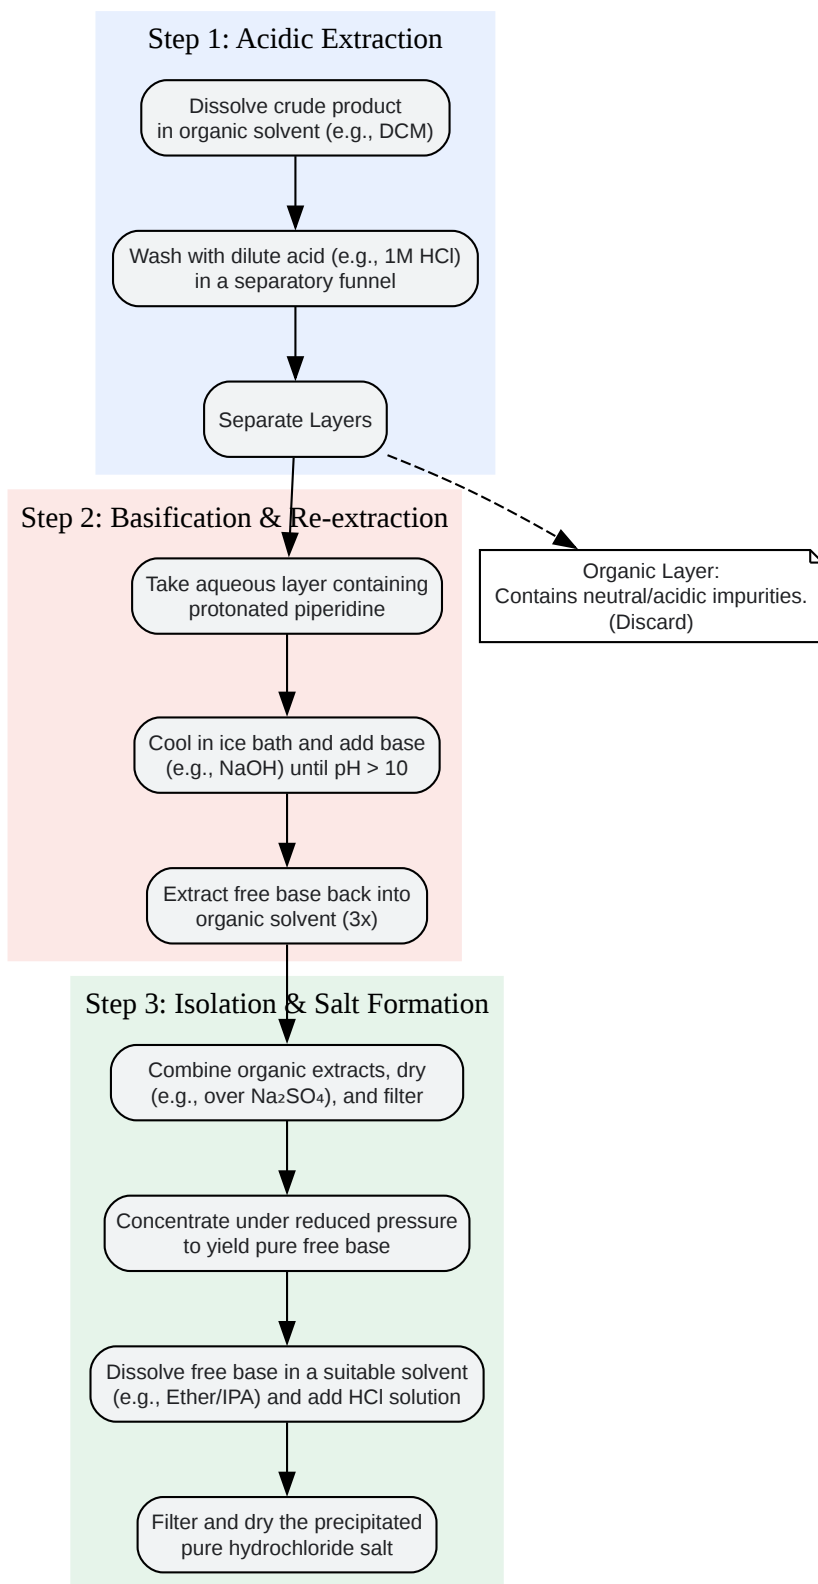 Step 1: Acidic Extraction
Dissolve crude product
in organic solvent (e.g., DCM)
Wash with dilute acid (e.g., 1M HCl)
in a separatory funnel
Separate Layers
Step 2: Basification & Re-extraction
Organic Layer:
Contains neutral/acidic impurities.
(Discard)
Take aqueous layer containing
protonated piperidine
Cool in ice bath and add base
(e.g., NaOH) until pH > 10
Extract free base back into
organic solvent (3x)
Step 3: Isolation & Salt Formation
Combine organic extracts, dry
(e.g., over Na₂SO₄), and filter
Concentrate under reduced pressure
to yield pure free base
Dissolve free base in a suitable solvent
(e.g., Ether/IPA) and add HCl solution
Filter and dry the precipitated
pure hydrochloride salt